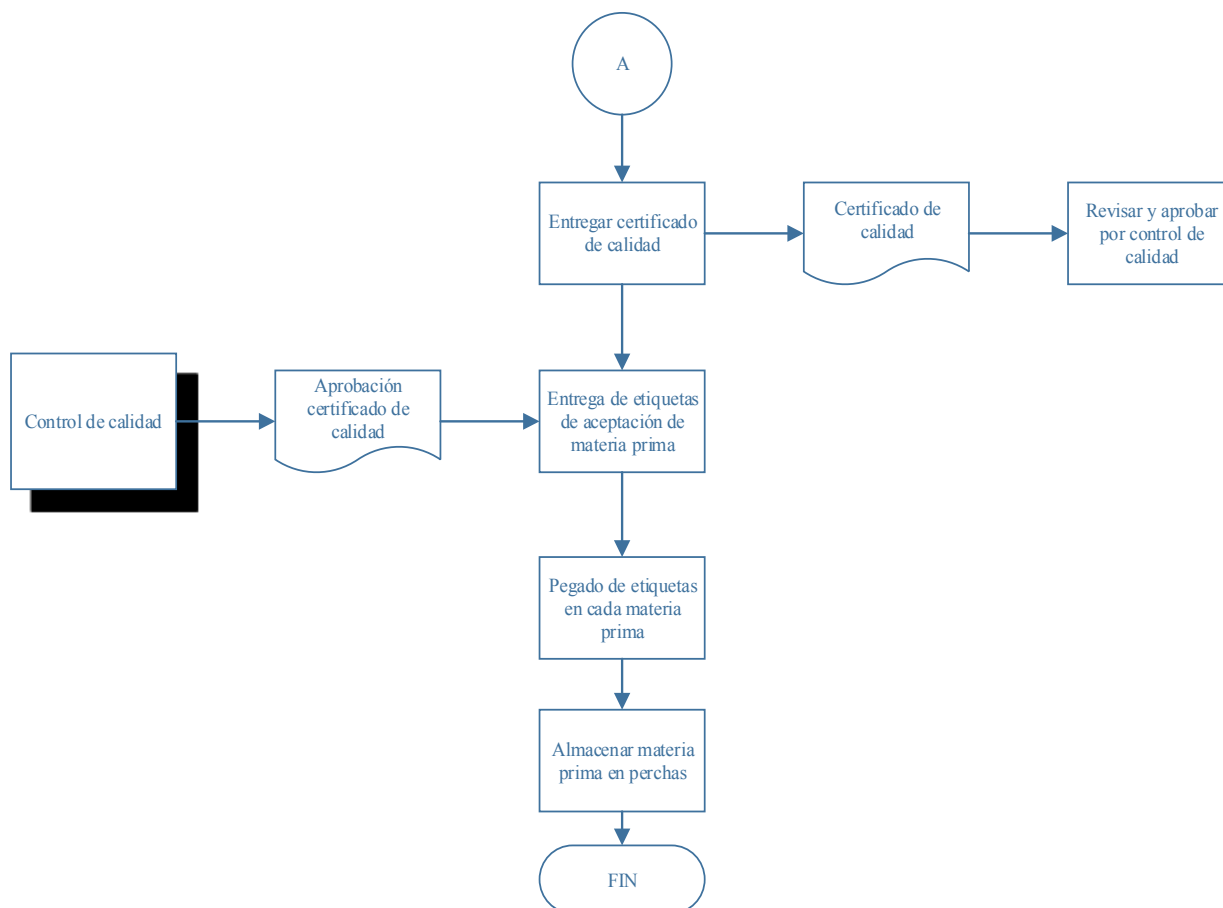 A
Entregar certificado
de calidad
Certificado de
calidad
Revisar y aprobar
por control de
calidad
Control de calidad
Aprobación
certificado de
calidad
Entrega de etiquetas
de aceptación de
materia prima
Pegado de etiquetas
en cada materia
prima
Almacenar materia
prima en perchas
FIN